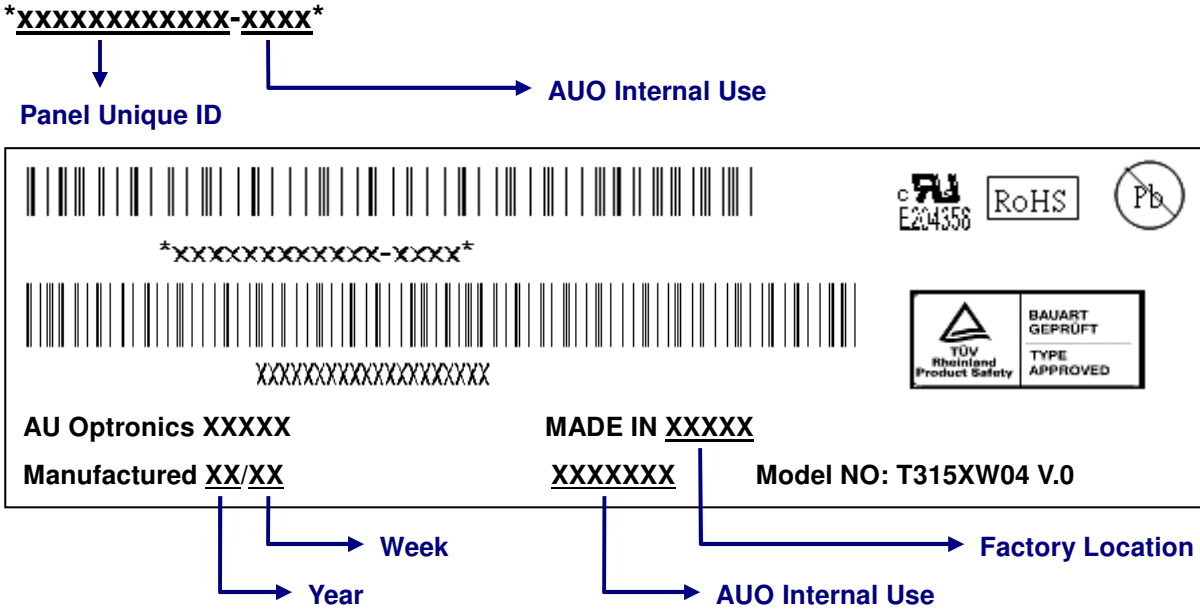 *xxxxxxxxxxxx-xxxx*
AUO Internal Use
Panel Unique ID
c
E204356
RoHS
Pb
*xxxxxxxxxxxx-xxxx*
TÜV
Rheinland
Product Safety
BAUART
GEPRÜFT
TYPE
APPROVED
XXXXXXXXXXXXXXXXXXXX
AU Optronics XXXXX
MADE IN XXXXX
Manufactured XX/XX
XXXXXXX
Model NO: T315XW04 V.0
Week
Factory Location
Year
AUO Internal Use